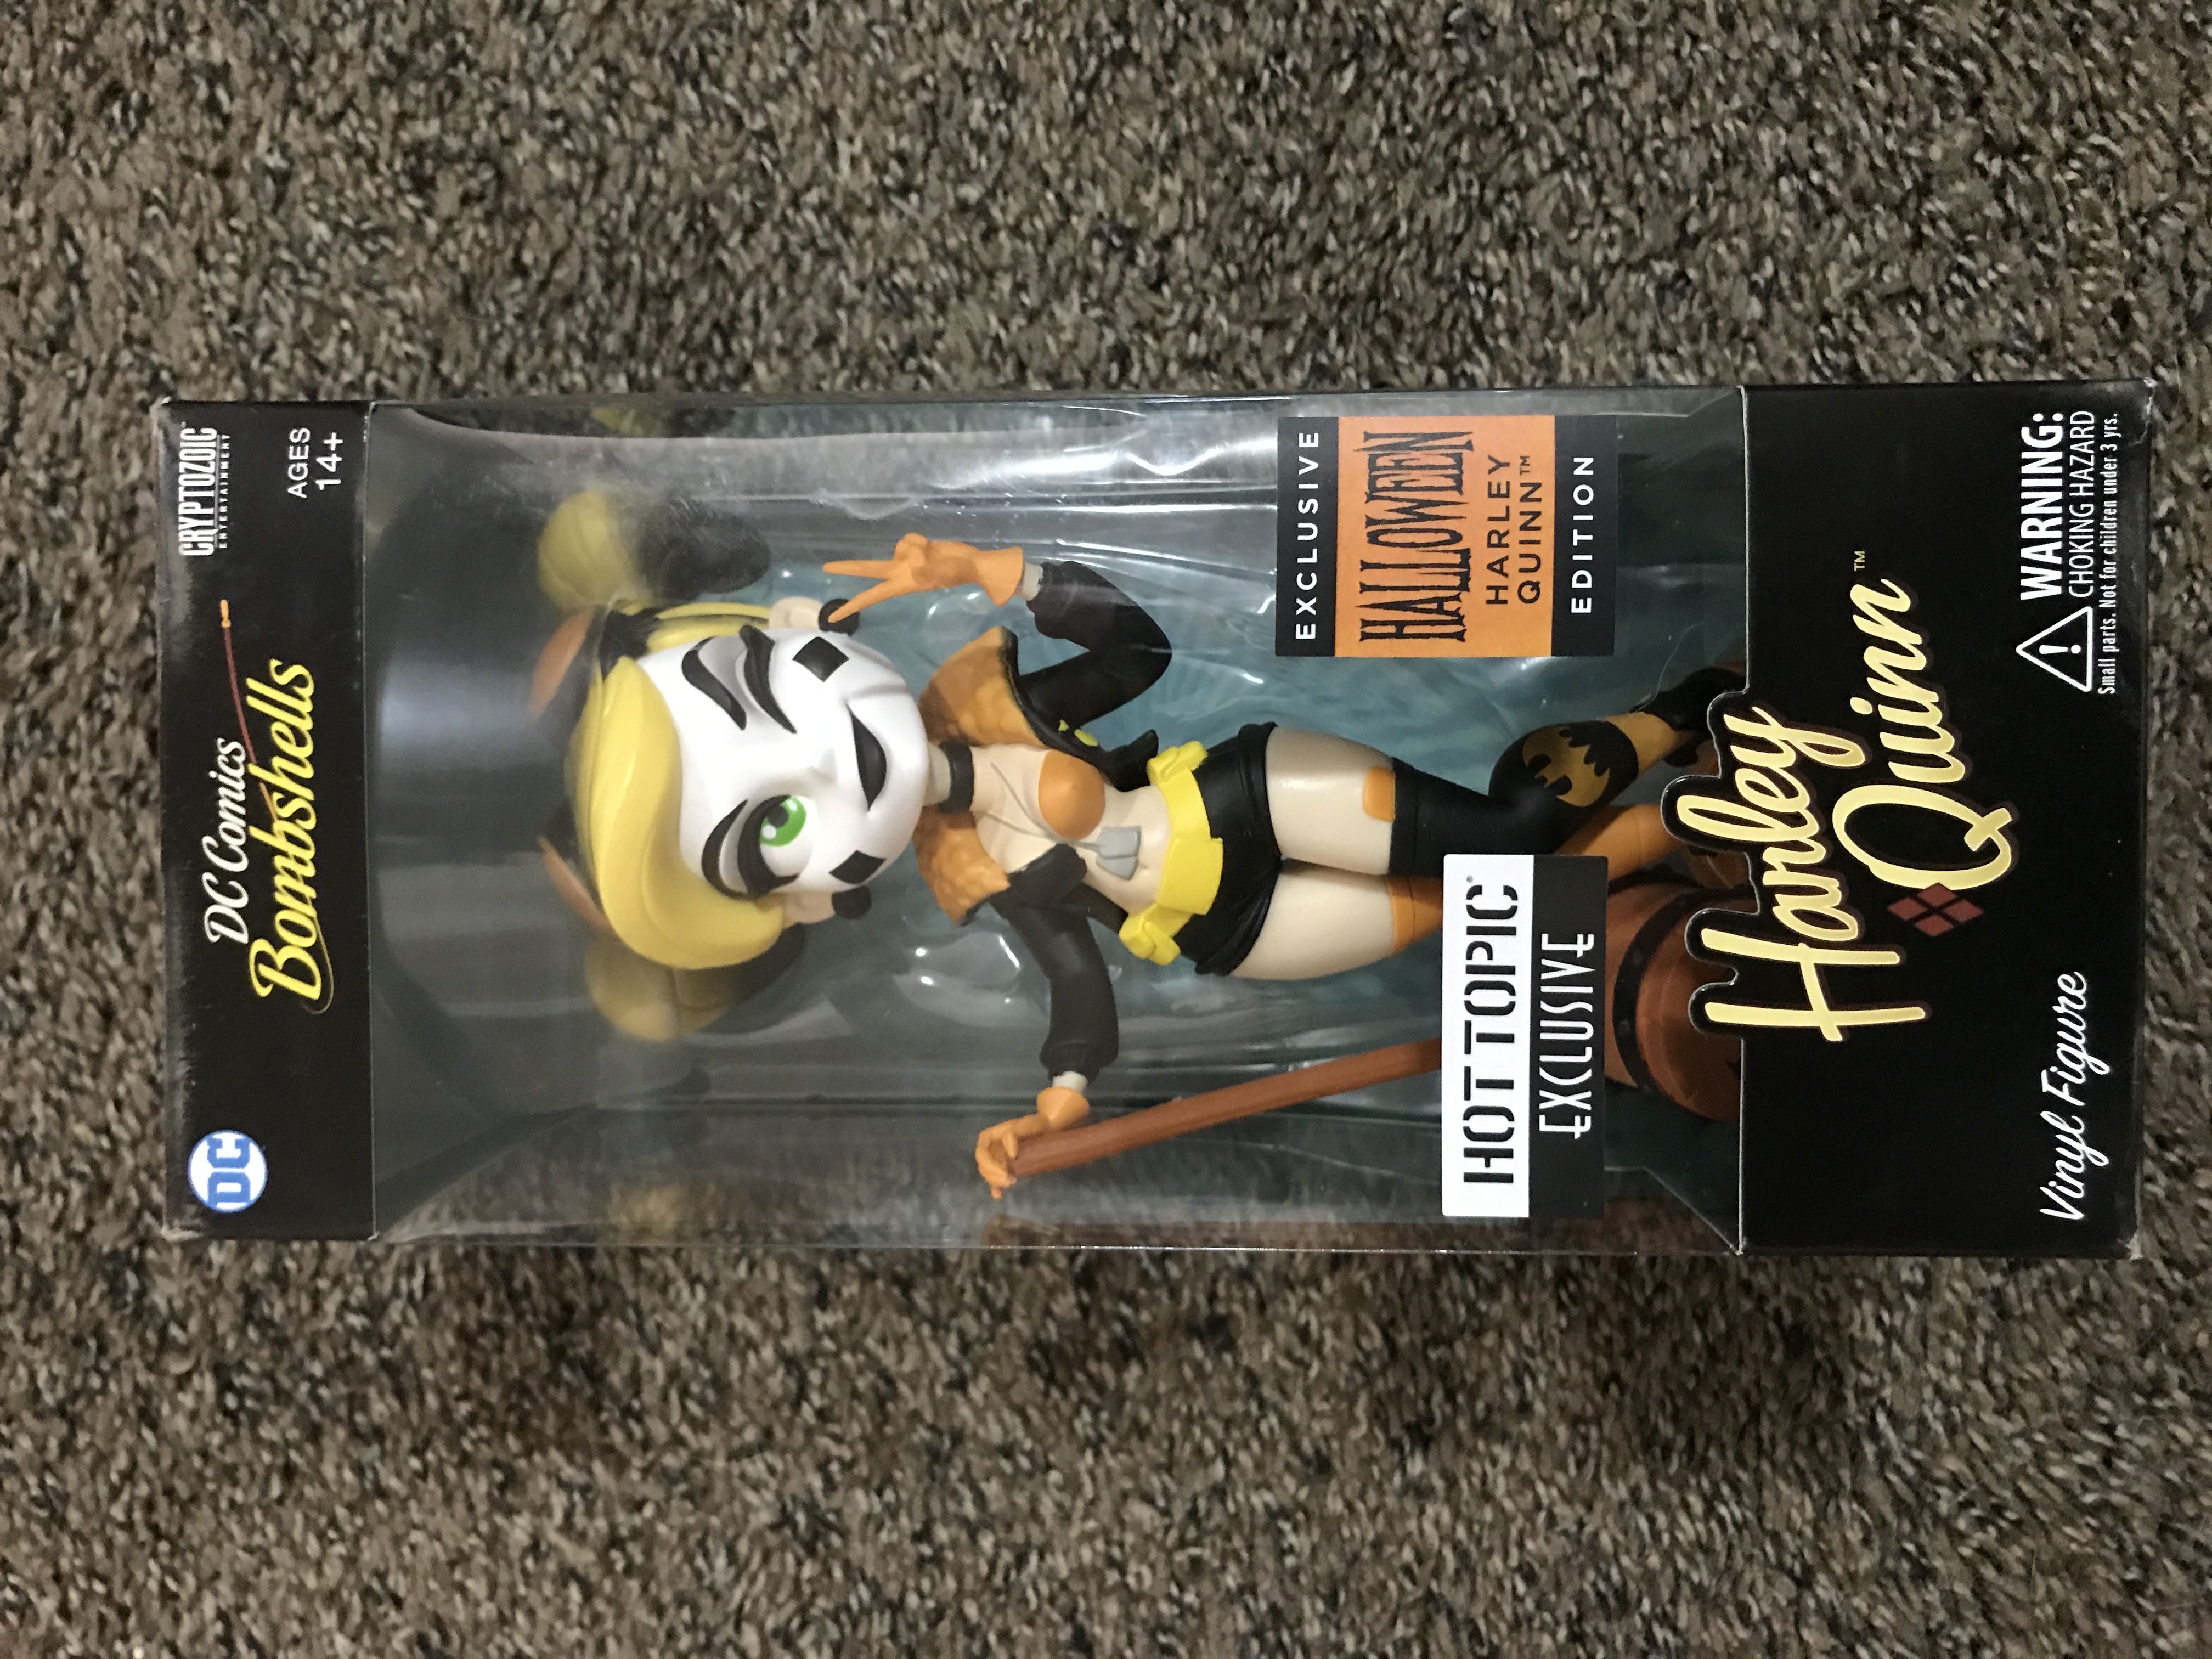 DC
DC Comics
Bombshells
CRYPTOZOIC
ENTERTAINMENT
AGES
14+
EXCLUSIVE
HALLOWEEN
HARLEY
QUINN™
EDITION
HOT TOPIC®
EXCLUSIVE
Harley
Quinn™
Vinyl Figure
WARNING:
CHOKING HAZARD
Small parts. Not for children under 3 yrs.